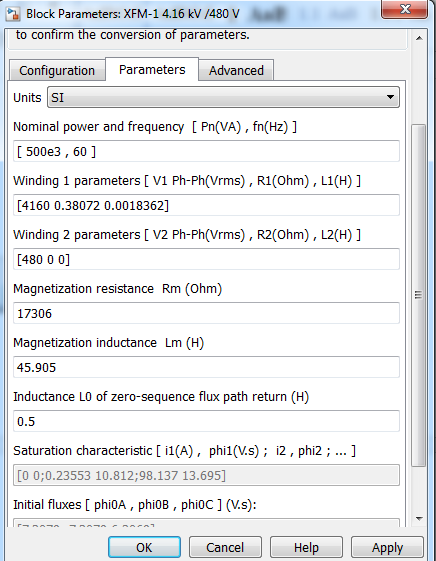 Block Parameters: XFM-1 4.16 kV /480 V
to confirm the conversion of parameters.
Configuration Parameters Advanced
Units SI
Nominal power and frequency [ Pn(VA) , fn(Hz) ]
[ 500e3 , 60 ]
Winding 1 parameters [ V1 Ph-Ph(Vrms) , R1(Ohm) , L1(H) ]
[4160 0.38072 0.0018362]
Winding 2 parameters [ V2 Ph-Ph(Vrms) , R2(Ohm) , L2(H) ]
[480 0 0]
Magnetization resistance Rm (Ohm)
17306
Magnetization inductance Lm (H)
45.905
Inductance L0 of zero-sequence flux path return (H)
0.5
Saturation characteristic [ i1(A) , phi1(V.s) ; i2 , phi2 ; ... ]
[0 0;0.23553 10.812;98.137 13.695]
Initial fluxes [ phi0A , phi0B , phi0C ] (V.s):
OK Cancel Help Apply